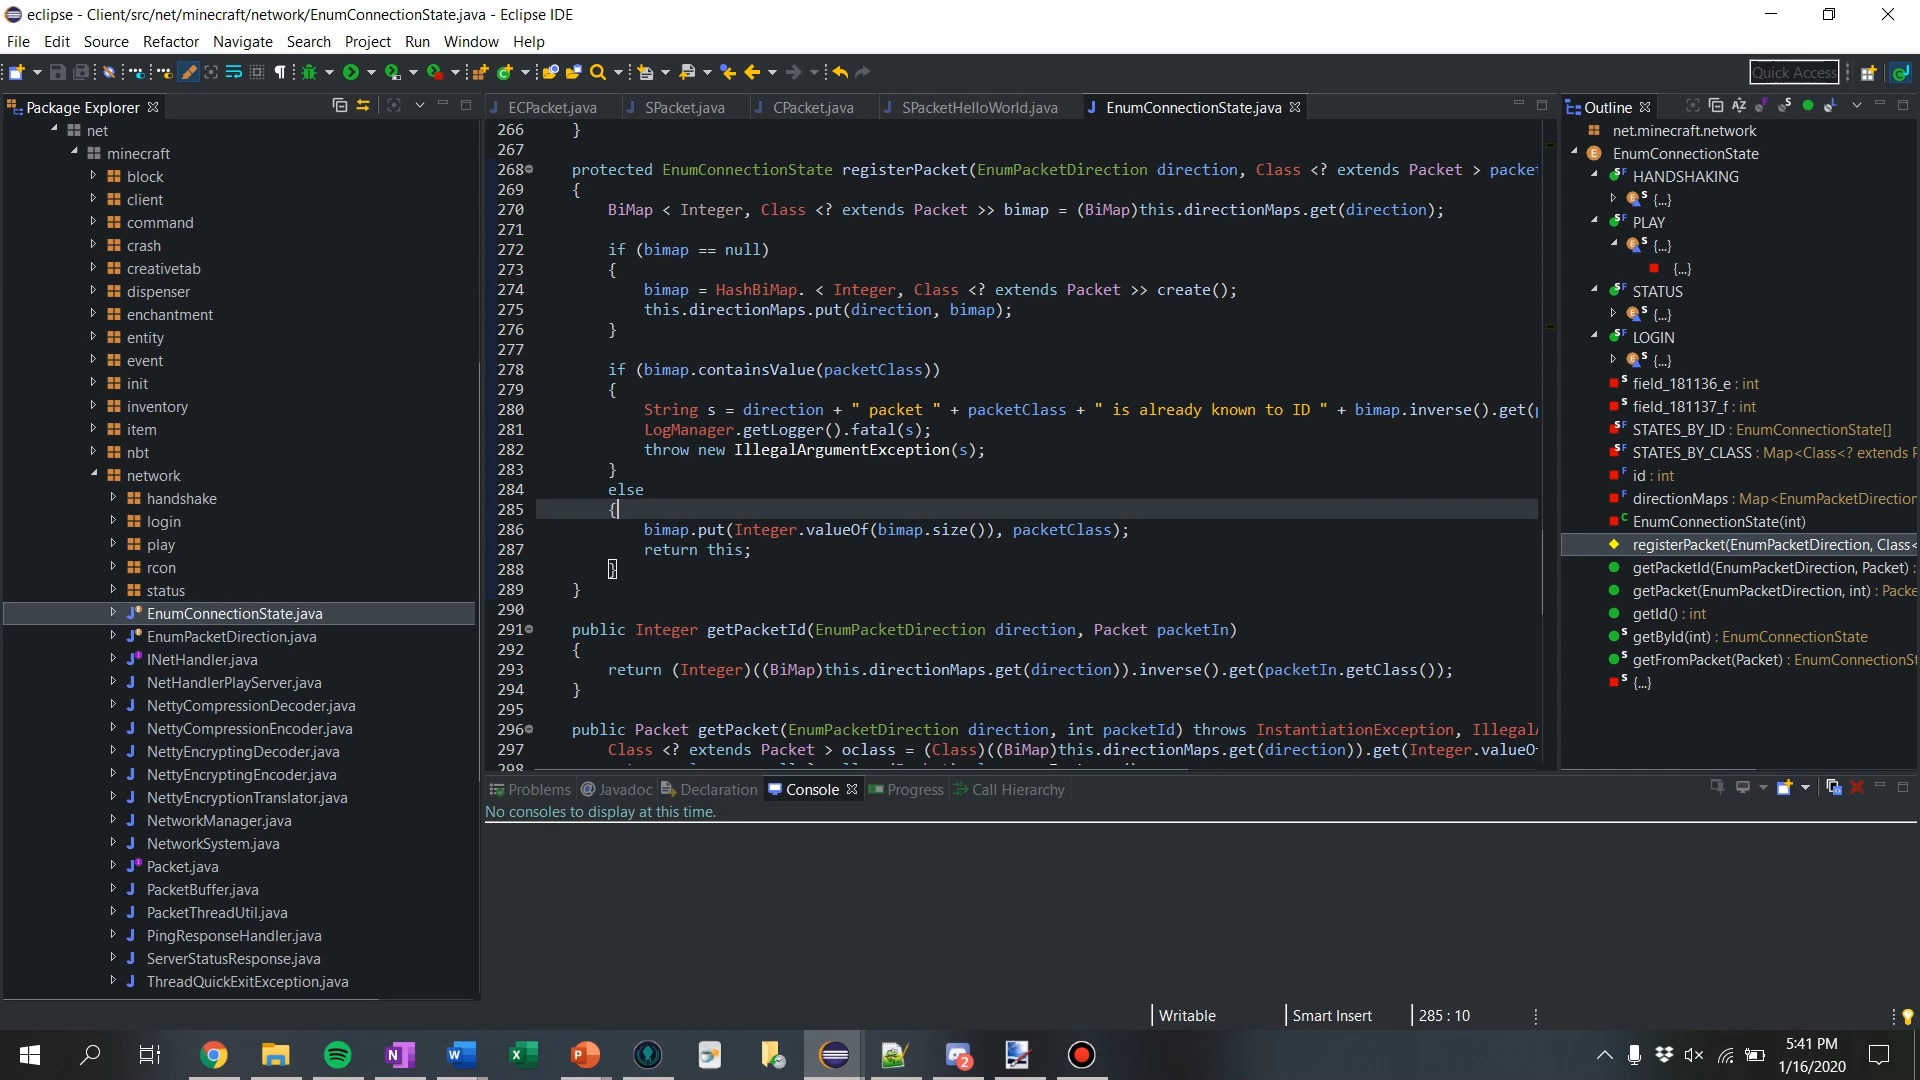 eclipse - Client/src/net/minecraft/network/EnumConnectionState.java - Eclipse IDE
File Edit Source Refactor Navigate Search Project Run Window Help
Quick Access
Package Explorer
net
minecraft
block
client
command
crash
creativetab
dispenser
enchantment
entity
event
init
inventory
item
nbt
network
handshake
login
play
rcon
status
EnumConnectionState.java
EnumPacketDirection.java
INetHandler.java
NetHandlerPlayServer.java
NettyCompressionDecoder.java
NettyCompressionEncoder.java
NettyEncryptingDecoder.java
NettyEncryptingEncoder.java
NettyEncryptionTranslator.java
NetworkManager.java
NetworkSystem.java
Packet.java
PacketBuffer.java
PacketThreadUtil.java
PingResponseHandler.java
ServerStatusResponse.java
ThreadQuickExitException.java
ECPacket.java SPacket.java CPacket.java SPacketHelloWorld.java EnumConnectionState.java
266 }
267
268 protected EnumConnectionState registerPacket(EnumPacketDirection direction, Class <? extends Packet > packe
269 {
270 BiMap < Integer, Class <? extends Packet >> bimap = (BiMap)this.directionMaps.get(direction);
271
272 if (bimap == null)
273 {
274 bimap = HashBiMap. < Integer, Class <? extends Packet >> create();
275 this.directionMaps.put(direction, bimap);
276 }
277
278 if (bimap.containsValue(packetClass))
279 {
280 String s = direction + " packet " + packetClass + " is already known to ID " + bimap.inverse().get(
281 LogManager.getLogger().fatal(s);
282 throw new IllegalArgumentException(s);
283 }
284 else
285 {
286 bimap.put(Integer.valueOf(bimap.size()), packetClass);
287 return this;
288 }
289 }
290
291 public Integer getPacketId(EnumPacketDirection direction, Packet packetIn)
292 {
293 return (Integer)((BiMap)this.directionMaps.get(direction)).inverse().get(packetIn.getClass());
294 }
295
296 public Packet getPacket(EnumPacketDirection direction, int packetId) throws InstantiationException, Illegal
297 Class <? extends Packet > oclass = (Class)((BiMap)this.directionMaps.get(direction)).get(Integer.valueO
298
Outline
net.minecraft.network
EnumConnectionState
HANDSHAKING
{...}
PLAY
{...}
{...}
STATUS
{...}
LOGIN
{...}
field_181136_e : int
field_181137_f : int
STATES_BY_ID : EnumConnectionState[]
STATES_BY_CLASS : Map<Class<? extends
id : int
directionMaps : Map<EnumPacketDirection
EnumConnectionState(int)
registerPacket(EnumPacketDirection, Class<
getPacketId(EnumPacketDirection, Packet) :
getPacket(EnumPacketDirection, int) : Packe
getId() : int
getById(int) : EnumConnectionState
getFromPacket(Packet) : EnumConnectionSt
{...}
Problems @ Javadoc Declaration Console Progress Call Hierarchy
No consoles to display at this time.
Writable Smart Insert 285 : 10
5:41 PM
1/16/2020